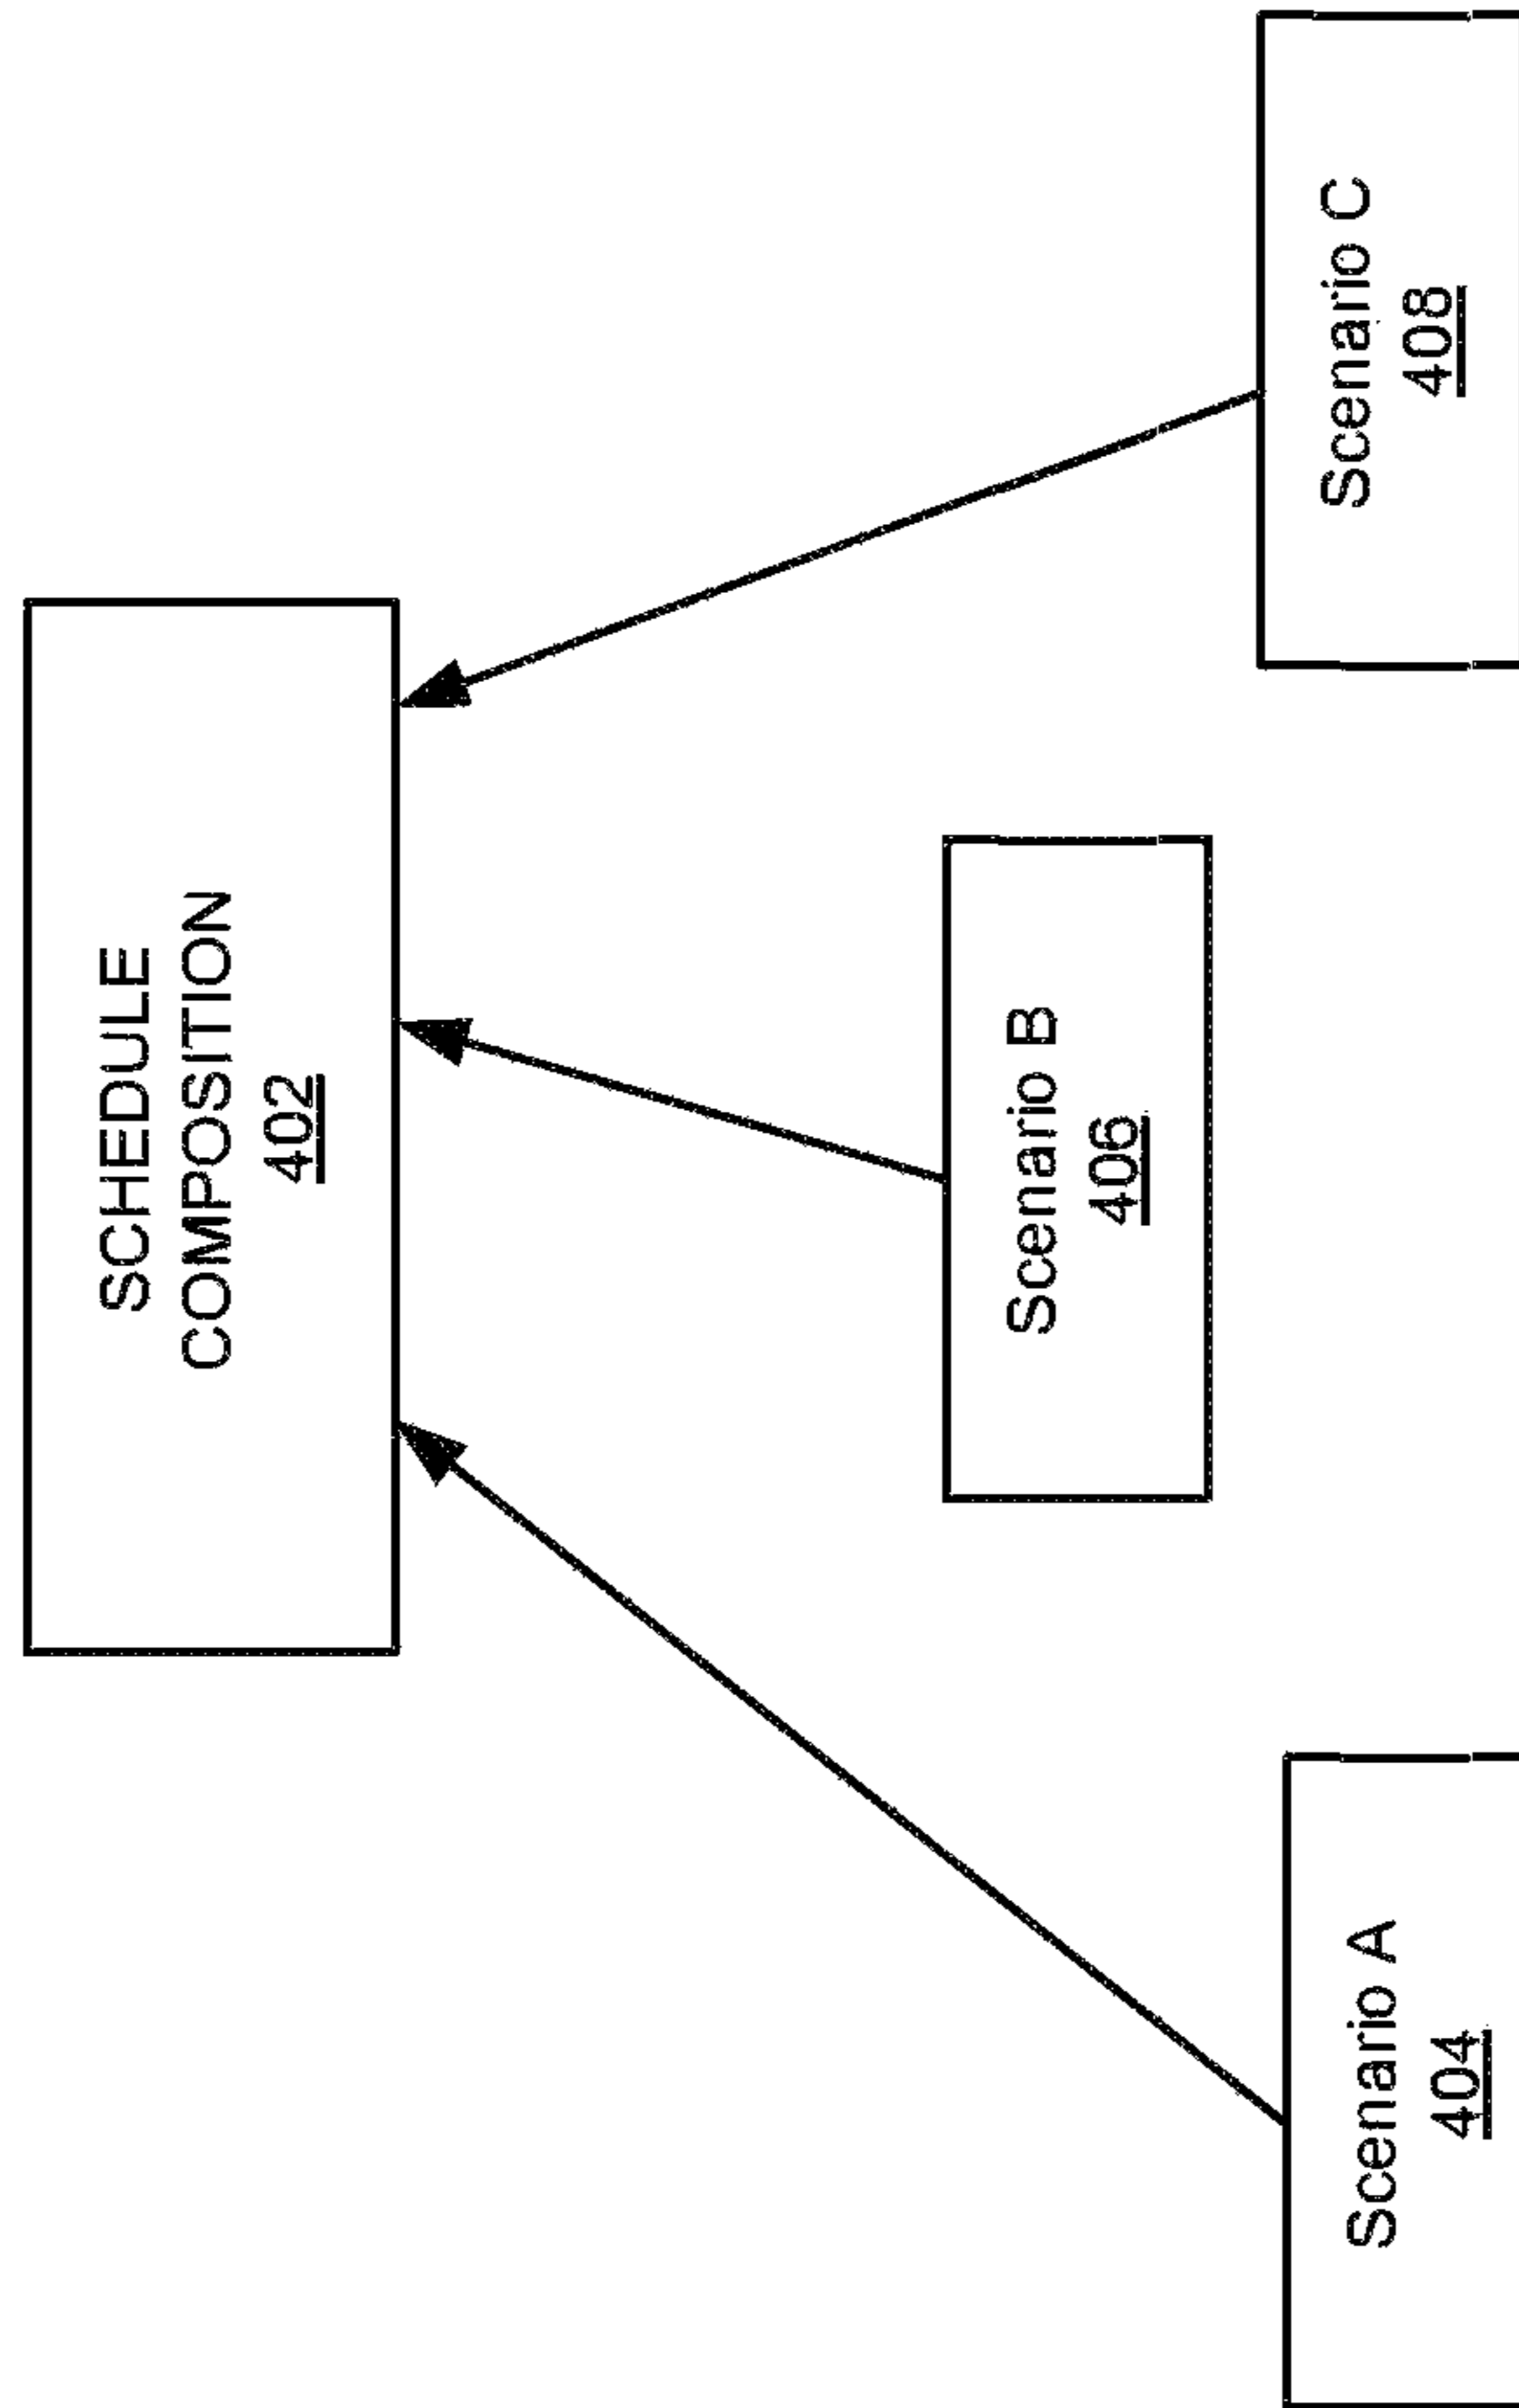 SCHEDULE
COMPOSITION
402
Scenario A
404
Scenario B
406
Scenario C
408